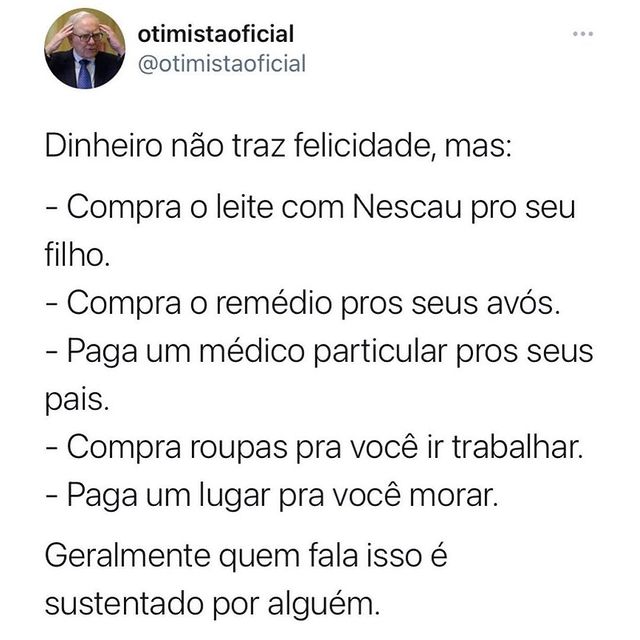 otimistaoficial
@otimistaoficial
Dinheiro não traz felicidade, mas:
- Compra o leite com Nescau pro seu
filho.
- Compra o remédio pros seus avós.
- Paga um médico particular pros seus
pais.
- Compra roupas pra você ir trabalhar.
- Paga um lugar pra você morar.
Geralmente quem fala isso é
sustentado por alguém.